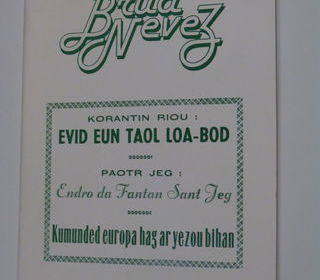 Brud
Nevez
KORANTIN RIOU :
EVID EUN TAOL LOA-BOD
PAOTR JEG :
Endro da Fantan Sant Jeg
Kumunded europa hag ar yezou bihan